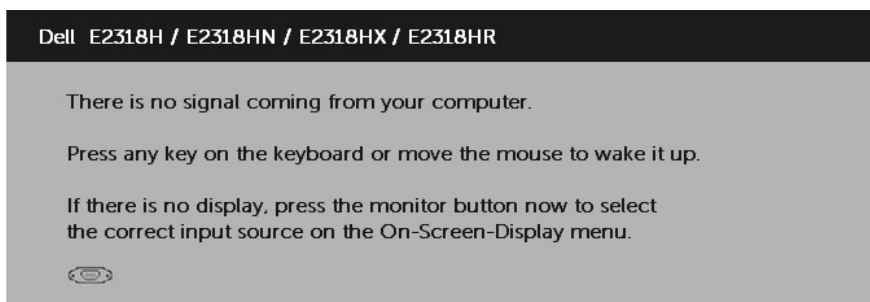 Dell E2318H / E2318HN / E2318HX / E2318HR
There is no signal coming from your computer.
Press any key on the keyboard or move the mouse to wake it up.
If there is no display, press the monitor button now to select
the correct input source on the On-Screen-Display menu.